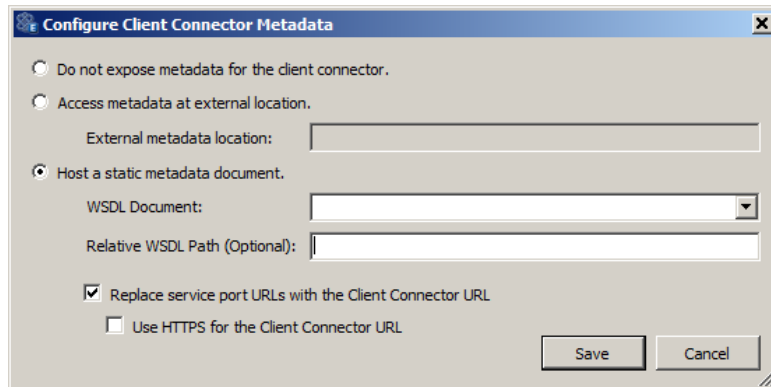 Configure Client Connector Metadata
Do not expose metadata for the client connector.
Access metadata at external location.
External metadata location:
Host a static metadata document.
WSDL Document:
Relative WSDL Path (Optional):
Replace service port URLs with the Client Connector URL
Use HTTPS for the Client Connector URL
Save Cancel